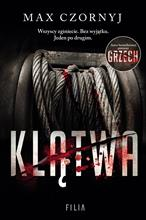 MAX CZORNYJ
Wszyscy zginiecie. Bez wyjątku.
Jeden po drugim.
GRZECH
KLĄTWA
FILIA